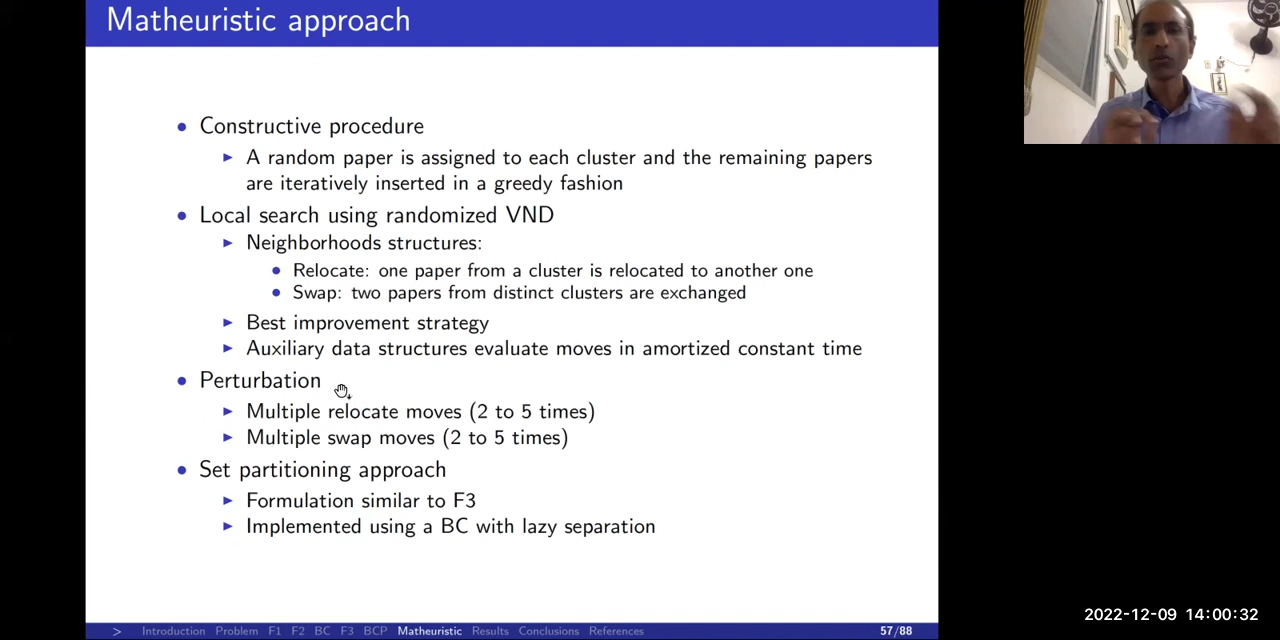 Matheuristic approach
• Constructive procedure
▶ A random paper is assigned to each cluster and the remaining papers
are iteratively inserted in a greedy fashion
• Local search using randomized VND
▶ Neighborhoods structures:
• Relocate: one paper from a cluster is relocated to another one
• Swap: two papers from distinct clusters are exchanged
▶ Best improvement strategy
▶ Auxiliary data structures evaluate moves in amortized constant time
• Perturbation
▶ Multiple relocate moves (2 to 5 times)
▶ Multiple swap moves (2 to 5 times)
• Set partitioning approach
▶ Formulation similar to F3
▶ Implemented using a BC with lazy separation
> Introduction Problem F1 F2 BC F3 BCP Matheuristic Results Conclusions References 57/88
2022-12-09 14:00:32